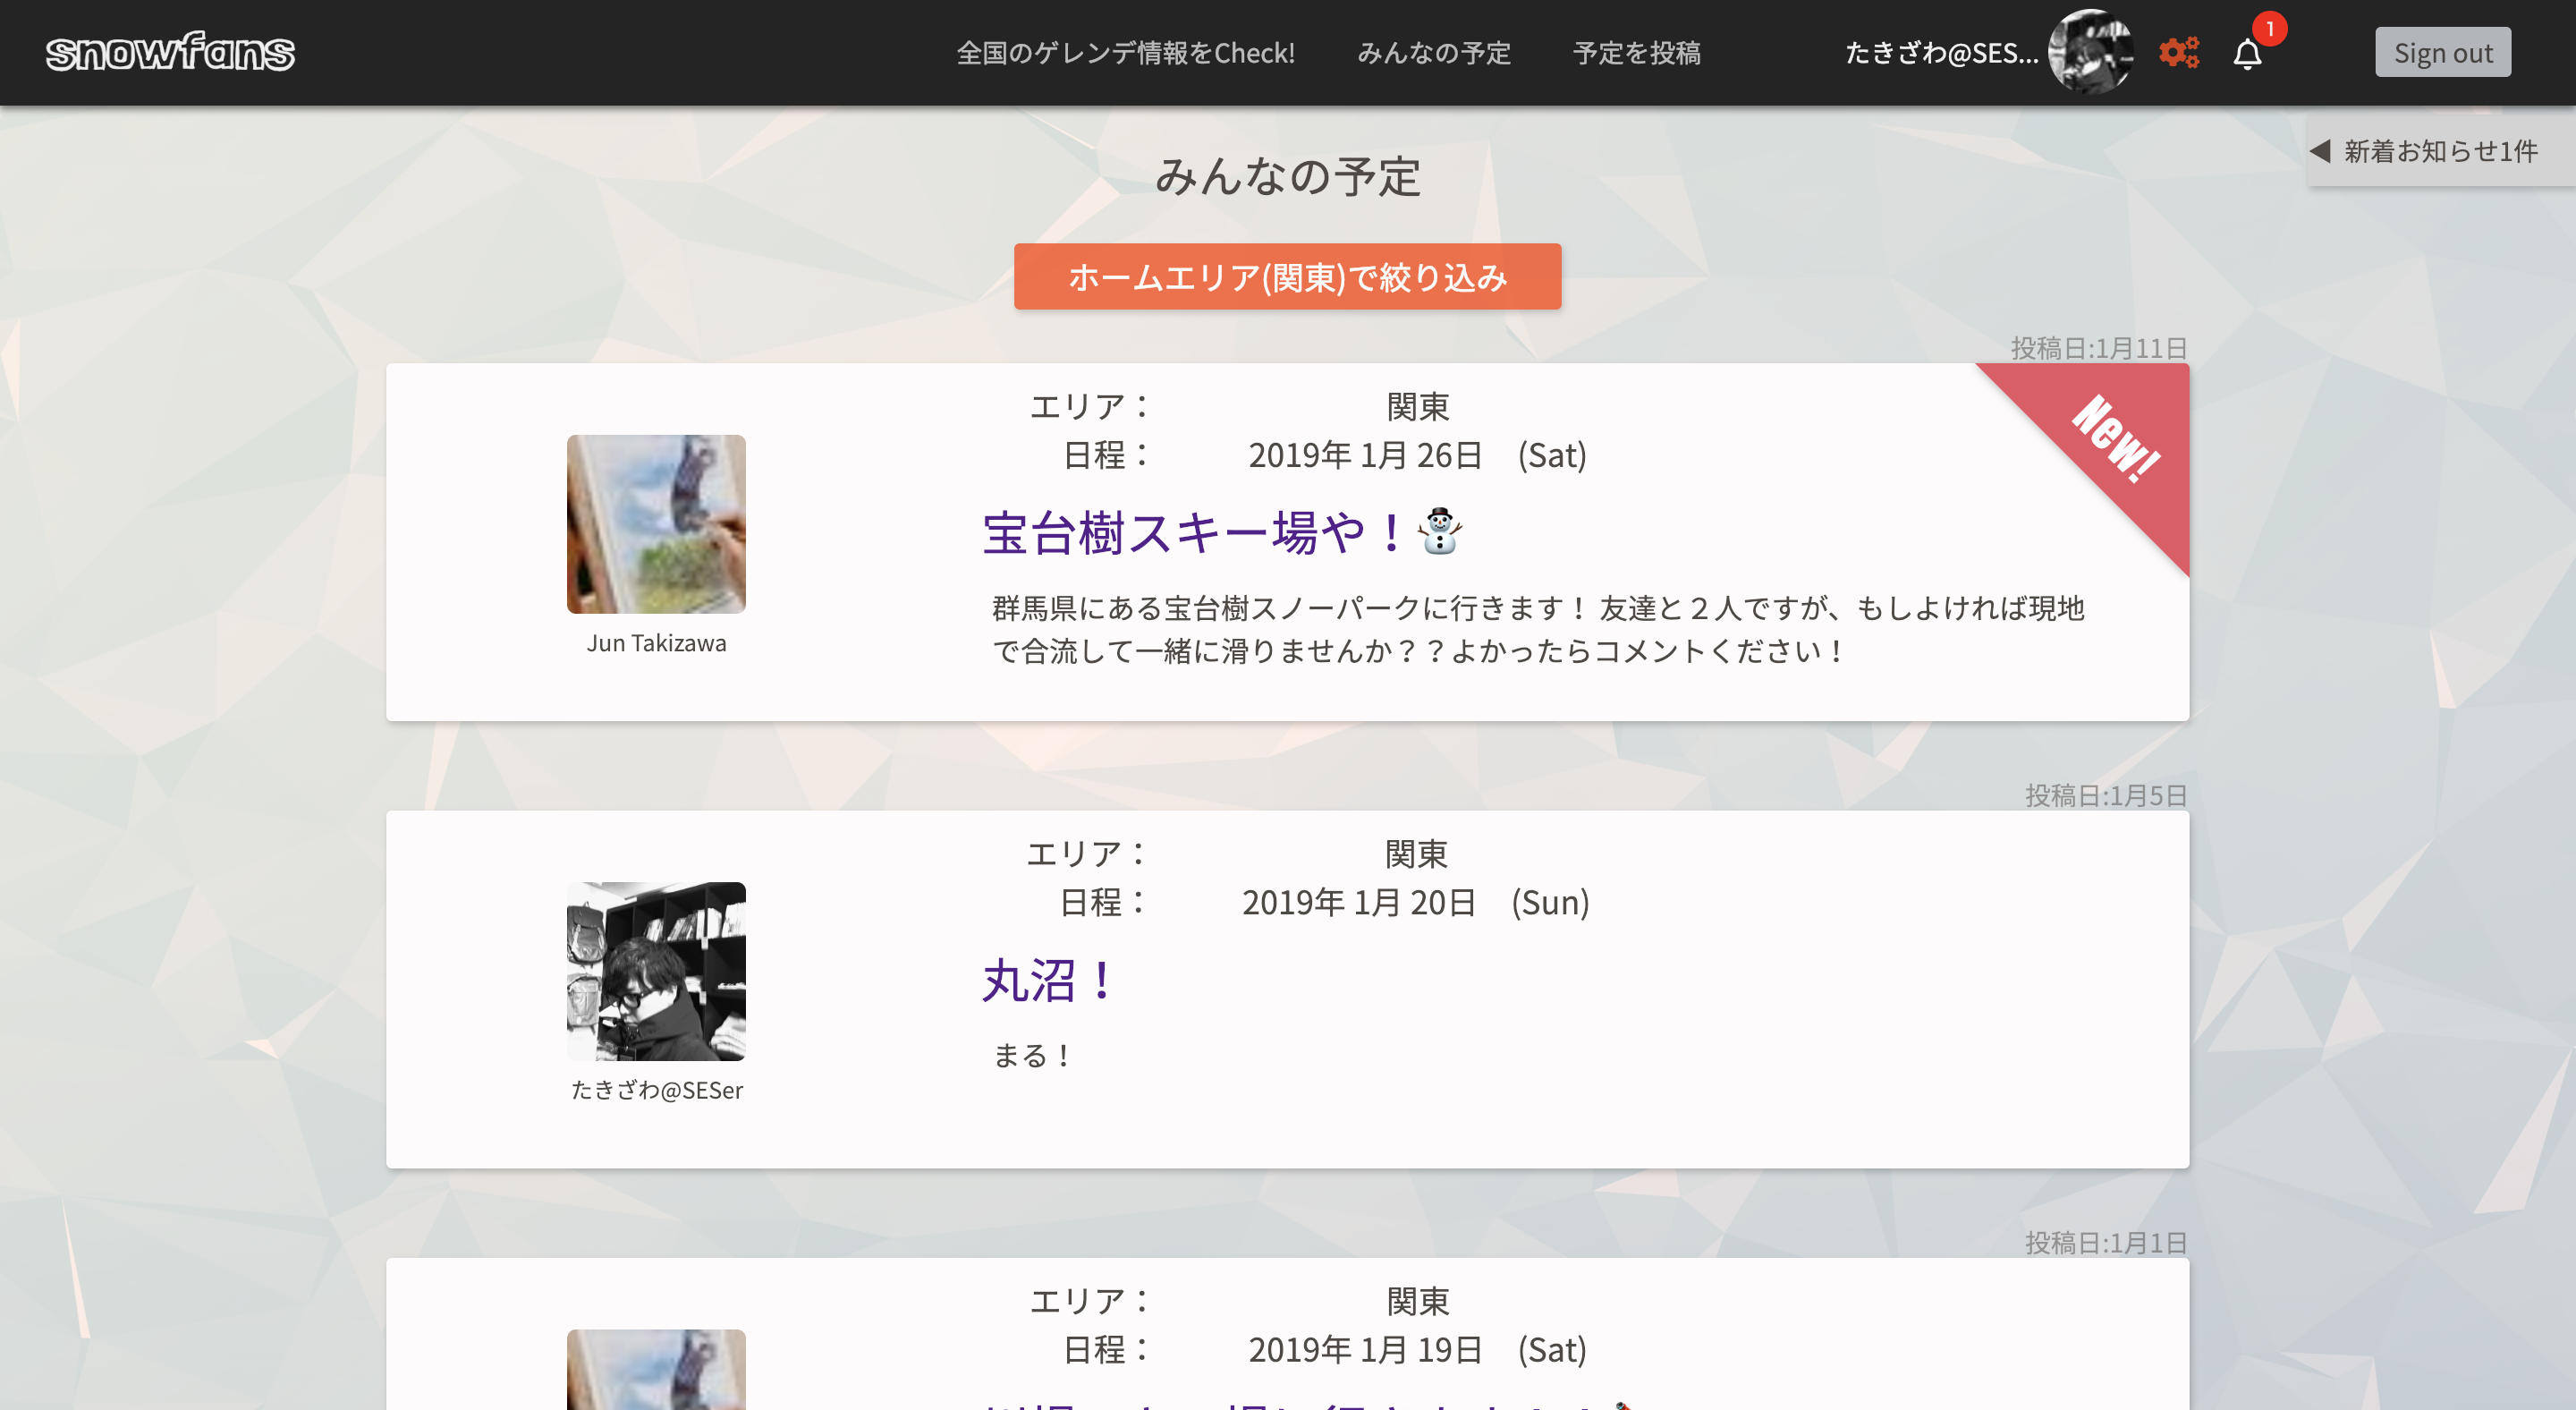 snowfans
全国のゲレンデ情報をCheck!
みんなの予定
予定を投稿
たきざわ@SES...
1
Sign out
◀ 新着お知らせ1件
みんなの予定
ホームエリア(関東)で絞り込み
投稿日:1月11日
エリア： 関東
日程： 2019年 1月 26日 (Sat)
New!
宝台樹スキー場や！⛄
群馬県にある宝台樹スノーパークに行きます！ 友達と２人ですが、もしよければ現地
で合流して一緒に滑りませんか？？よかったらコメントください！
Jun Takizawa
投稿日:1月5日
エリア： 関東
日程： 2019年 1月 20日 (Sun)
丸沼！
まる！
たきざわ@SESer
投稿日:1月1日
エリア： 関東
日程： 2019年 1月 19日 (Sat)